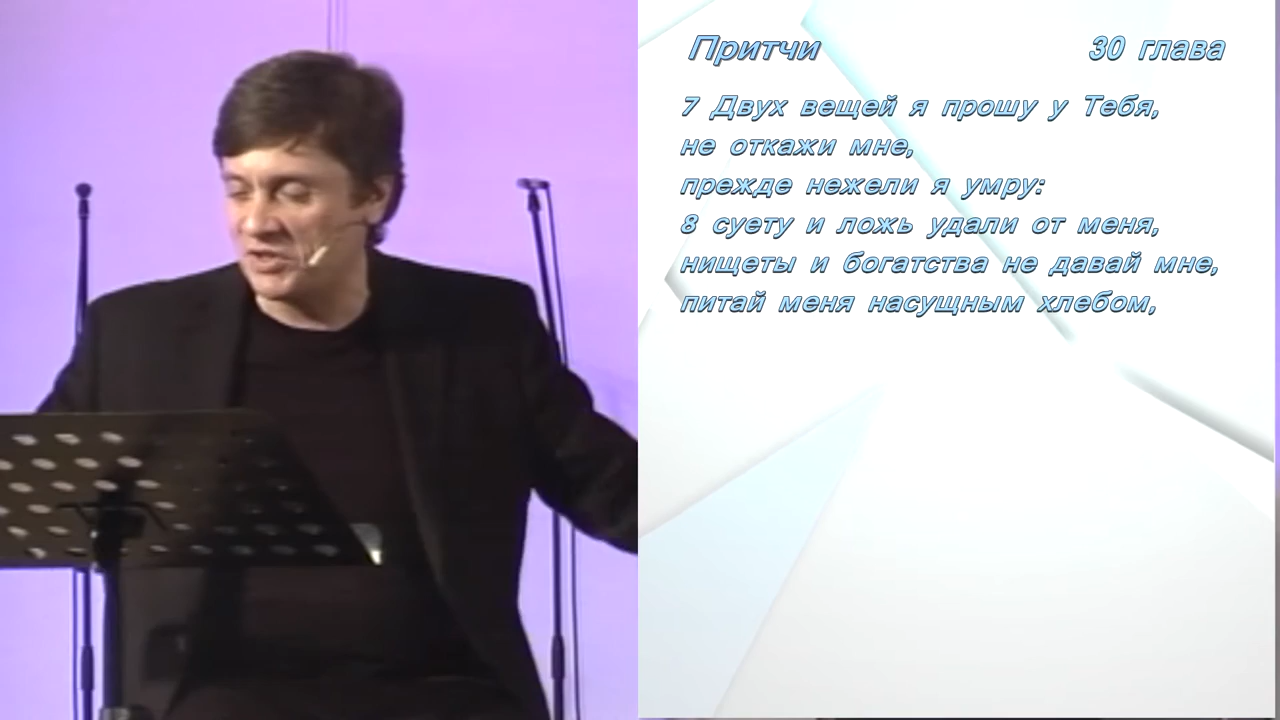 Притчи 30 глава
7 Двух вещей я прошу у Тебя,
не откажи мне,
прежде нежели я умру:
8 суету и ложь удали от меня,
нищеты и богатства не давай мне,
питай меня насущным хлебом,